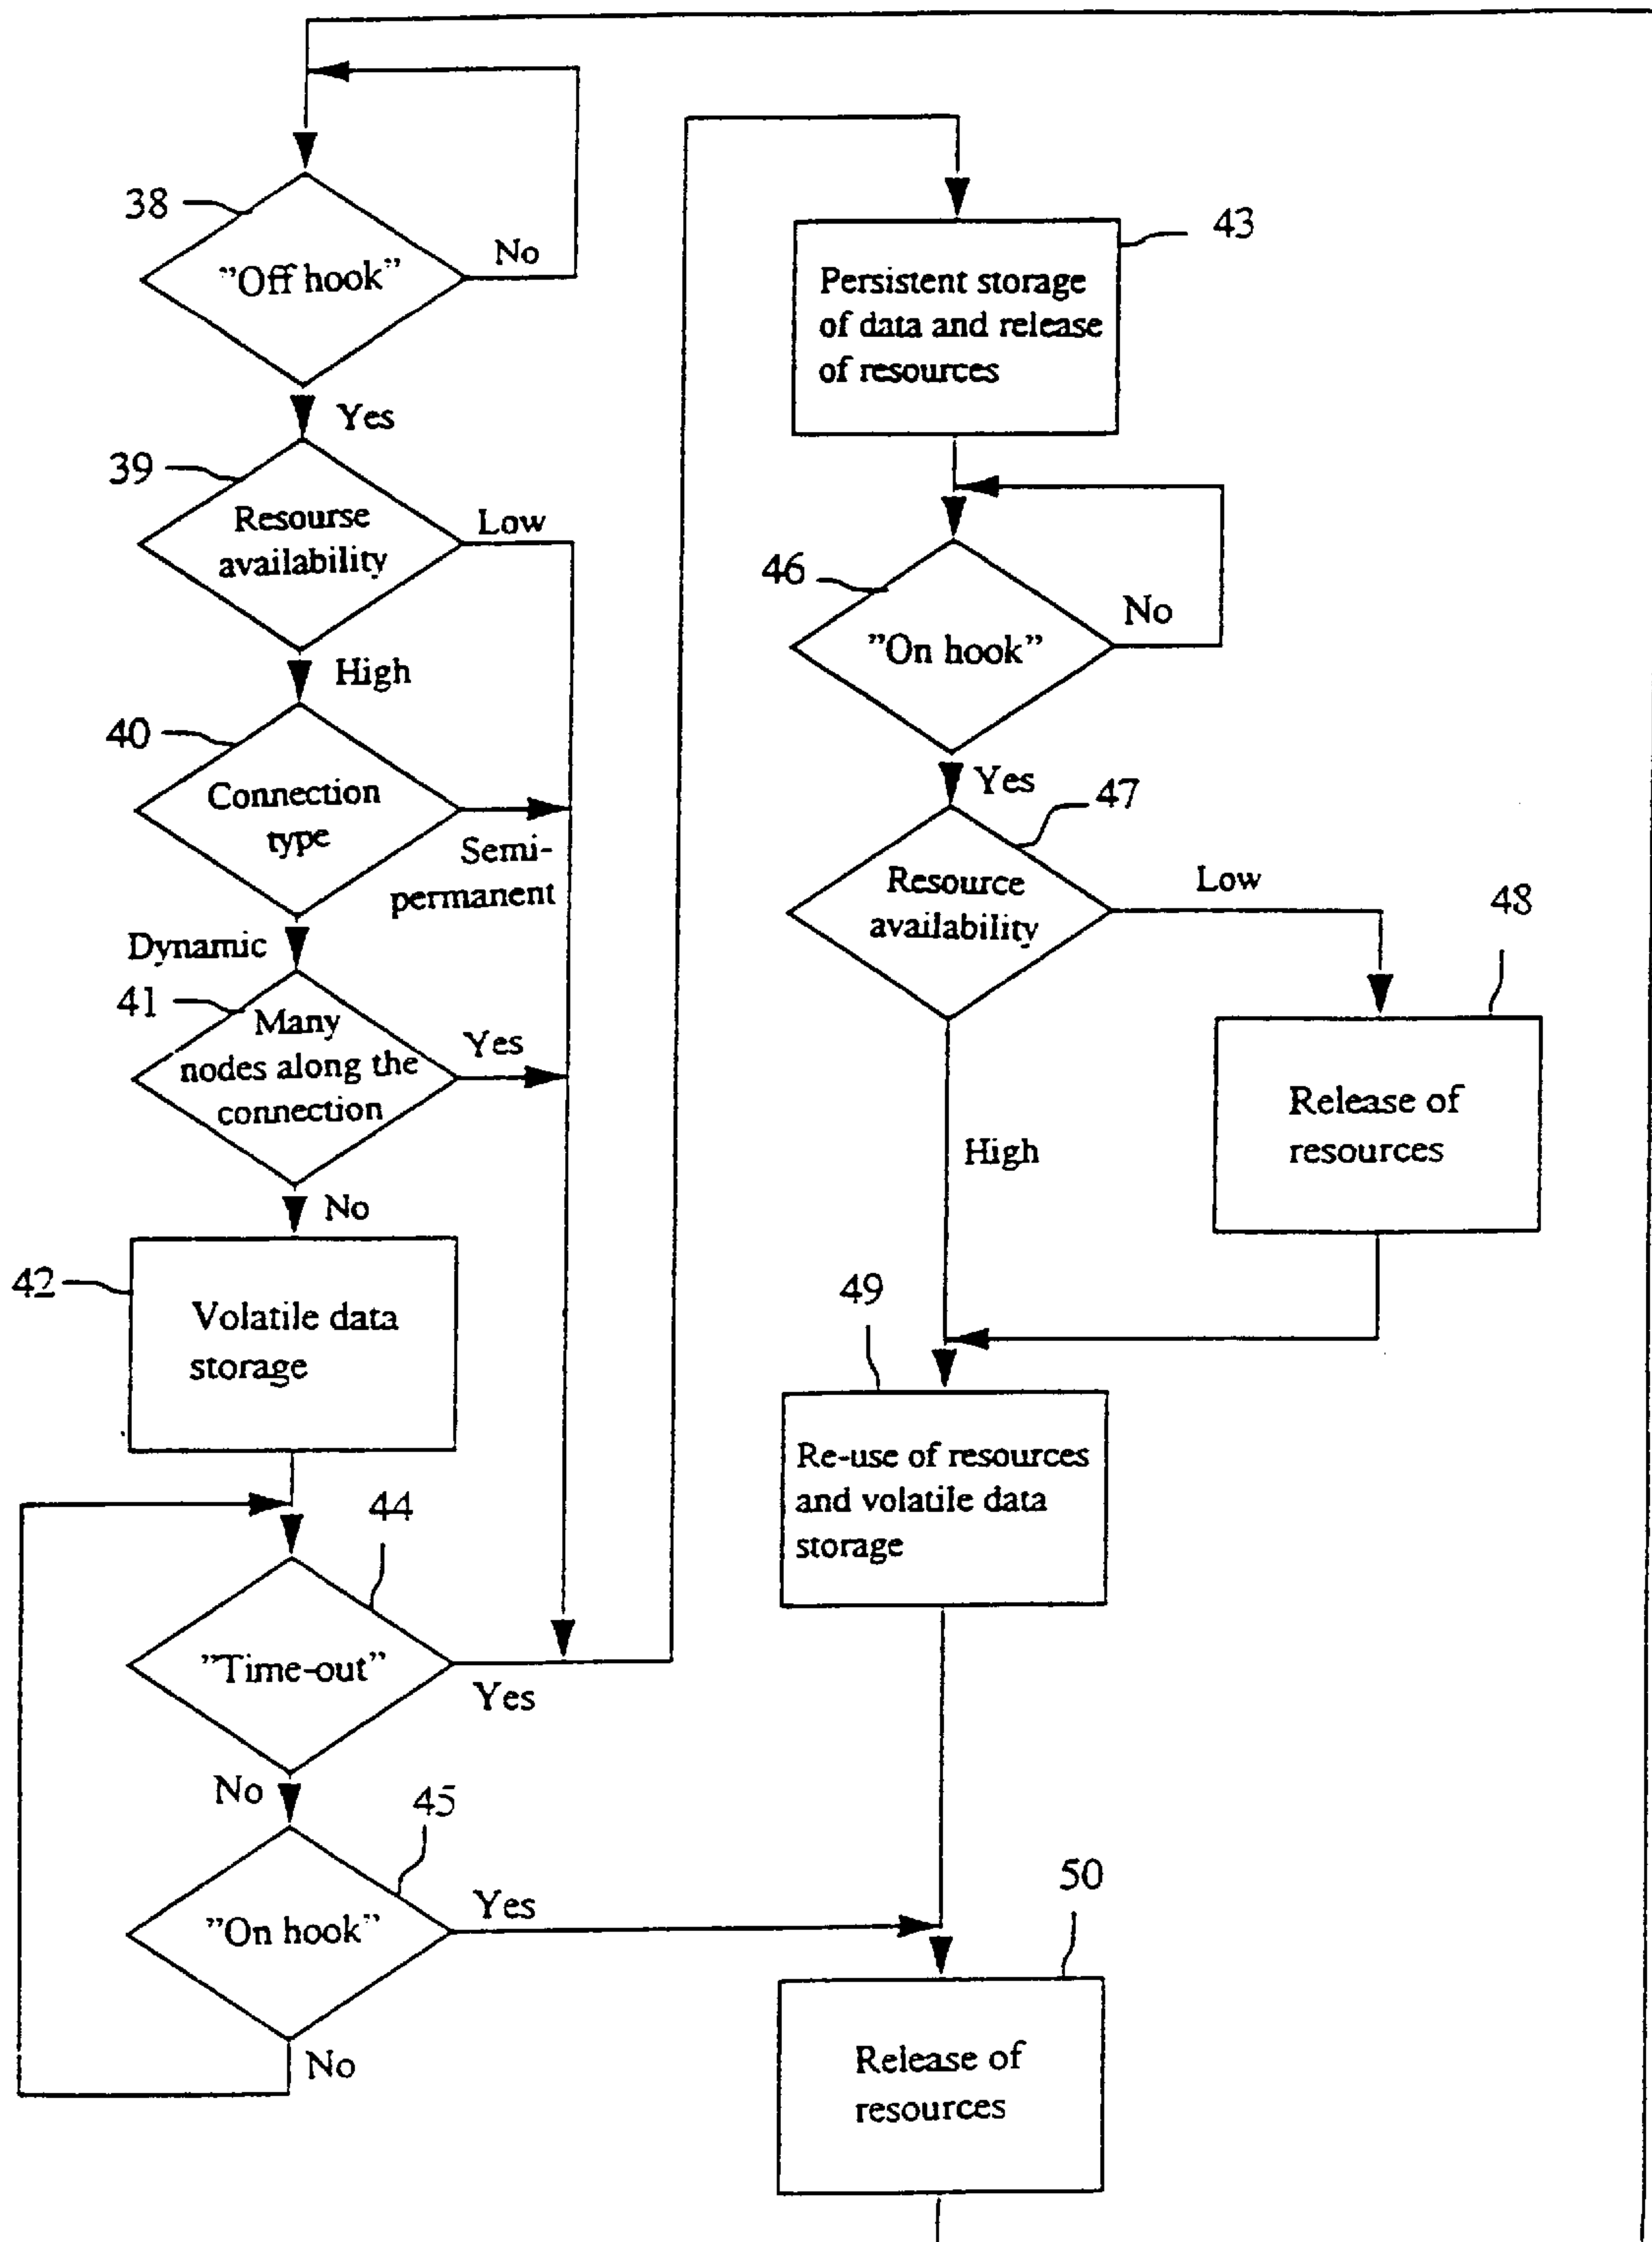 38
"Off hook"
No
Yes
39
Resourse
availability
Low
High
40
Connection
type
Semi-
permanent
Dynamic
41
Many
nodes along the
connection
Yes
No
42
Volatile data
storage
44
"Time-out"
Yes
No
45
"On hook"
Yes
No
43
Persistent storage
of data and release
of resources
46
"On hook"
No
Yes
47
Resource
availability
Low
High
48
Release of
resources
49
Re-use of resources
and volatile data
storage
50
Release of
resources